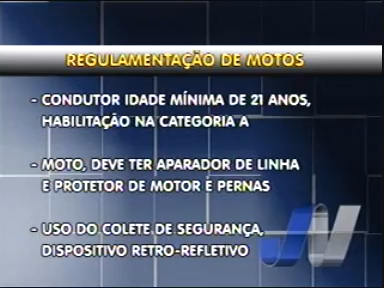 REGULAMENTAÇÃO DE MOTOS
- CONDUTOR IDADE MÍNIMA DE 21 ANOS,
HABILITAÇÃO NA CATEGORIA A
- MOTO, DEVE TER APARADOR DE LINHA
E PROTETOR DE MOTOR E PERNAS
- USO DO COLETE DE SEGURANÇA,
DISPOSITIVO RETRO-REFLETIVO